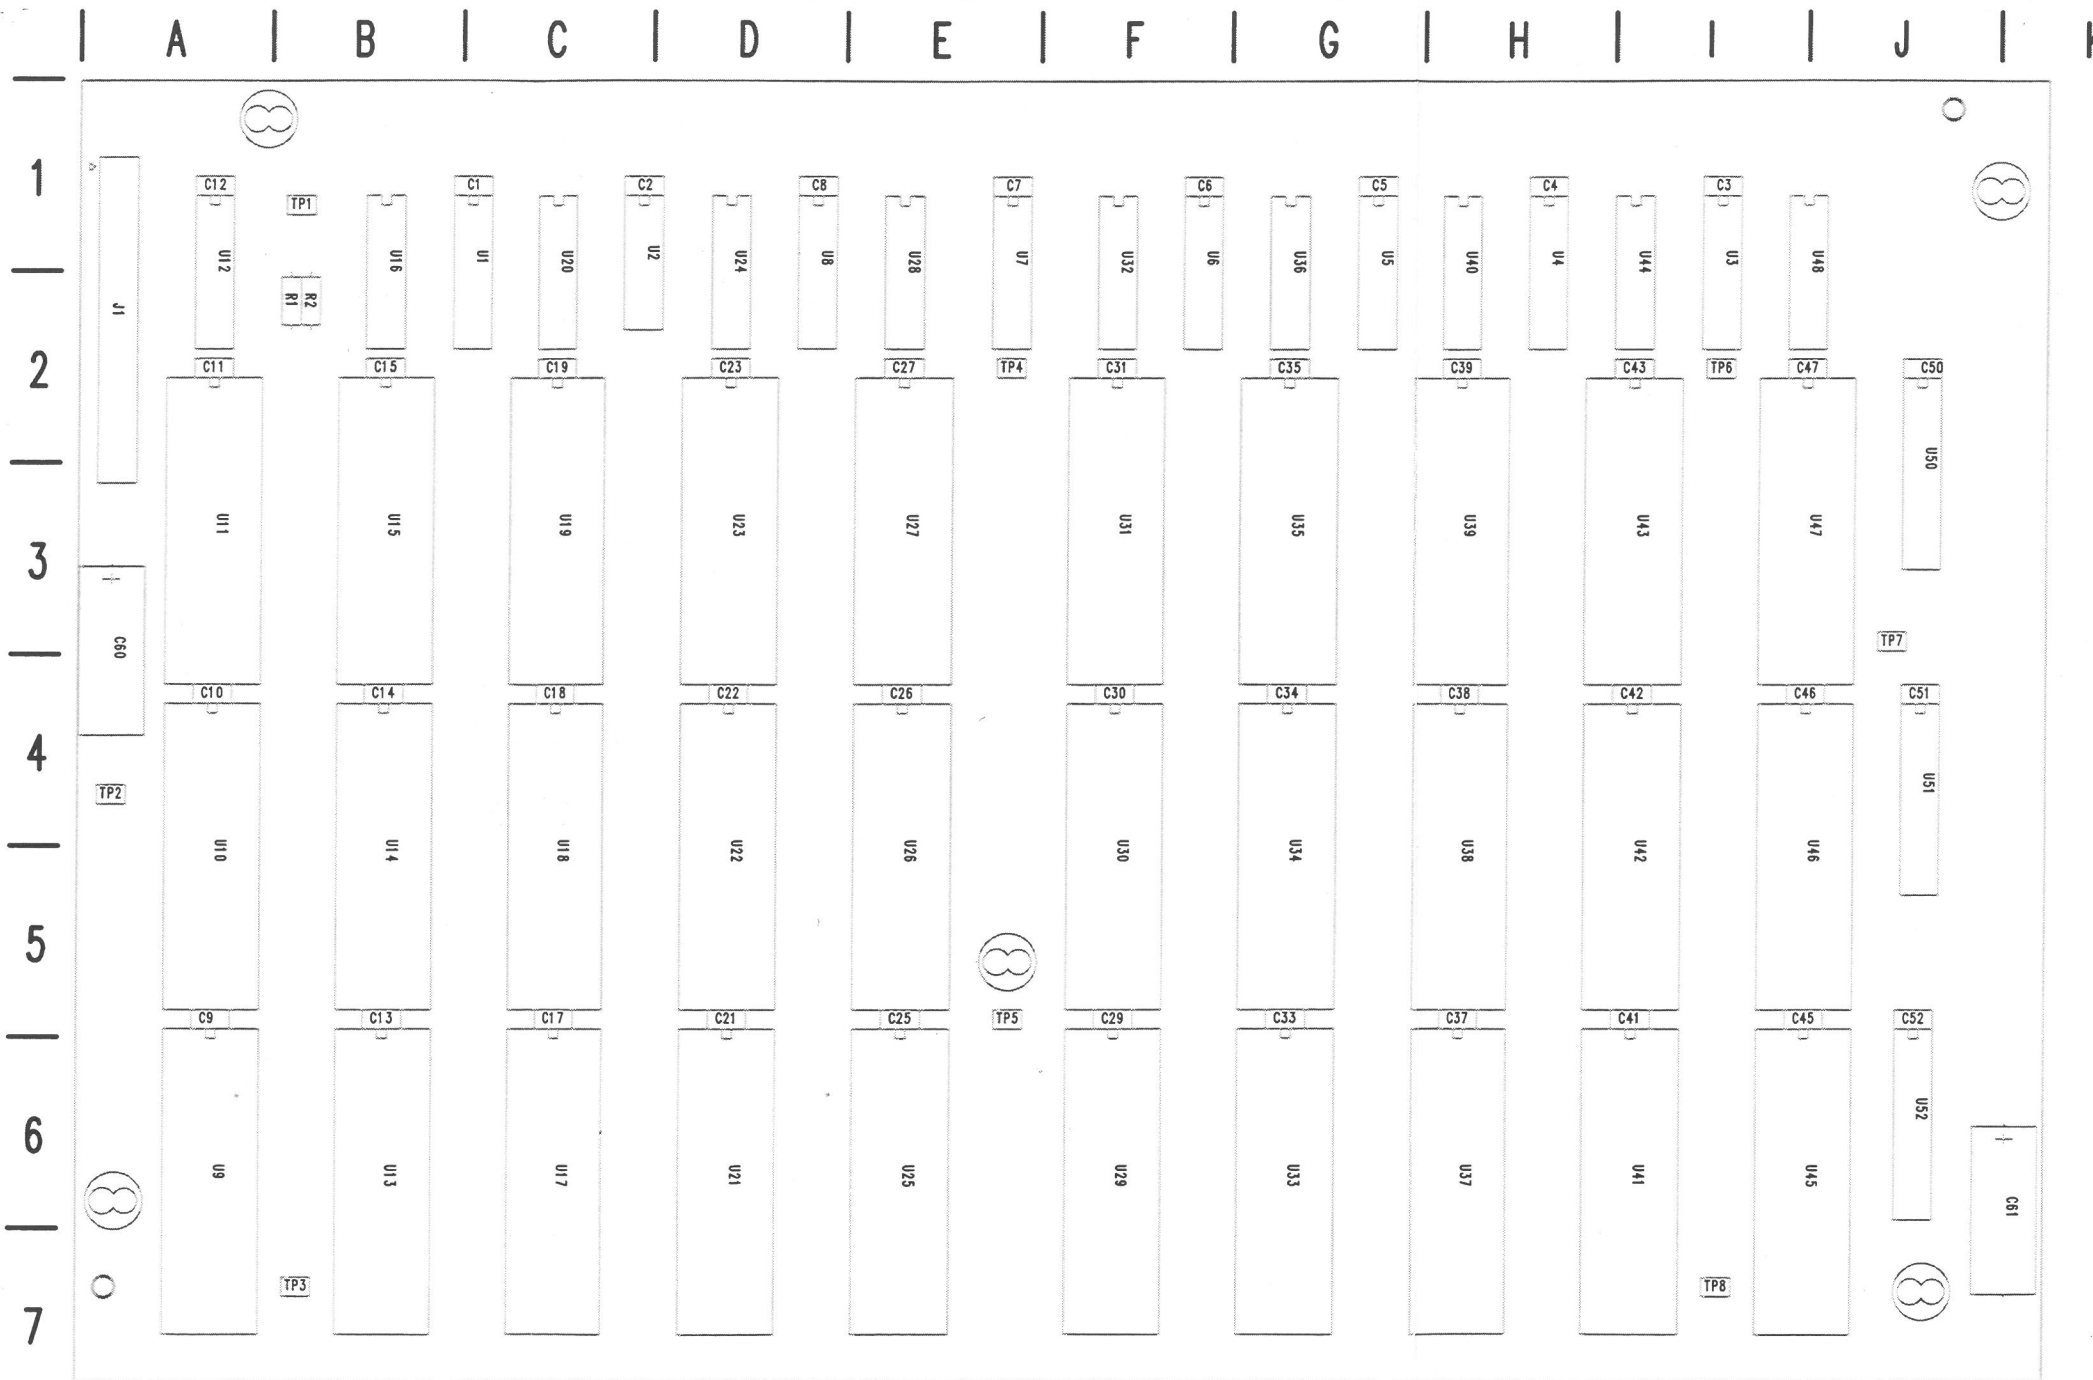 A B C D E F G H I J
1
C12 C1 C2 C8 C7 C6 C5 C4 C3
TP1
U12 U16 U1 U20 U2 U24 U8 U28 U7 U32 U6 U36 U5 U40 U4 U44 U3 U48
J1 R1 R2
2
C11 C15 C19 C23 C27 TP4 C31 C35 C39 C43 TP6 C47 C50
U50
U11 U15 U19 U23 U27 U31 U35 U39 U43 U47
3
C60 TP7
C10 C14 C18 C22 C26 C30 C34 C38 C42 C46 C51
4
TP2 U51
U10 U14 U18 U22 U26 U30 U34 U38 U42 U46
5
C9 C13 C17 C21 C25 TP5 C29 C33 C37 C41 C45 C52
U52
6
U9 U13 U17 U21 U25 U29 U33 U37 U41 U45
C61
TP3 TP8
7